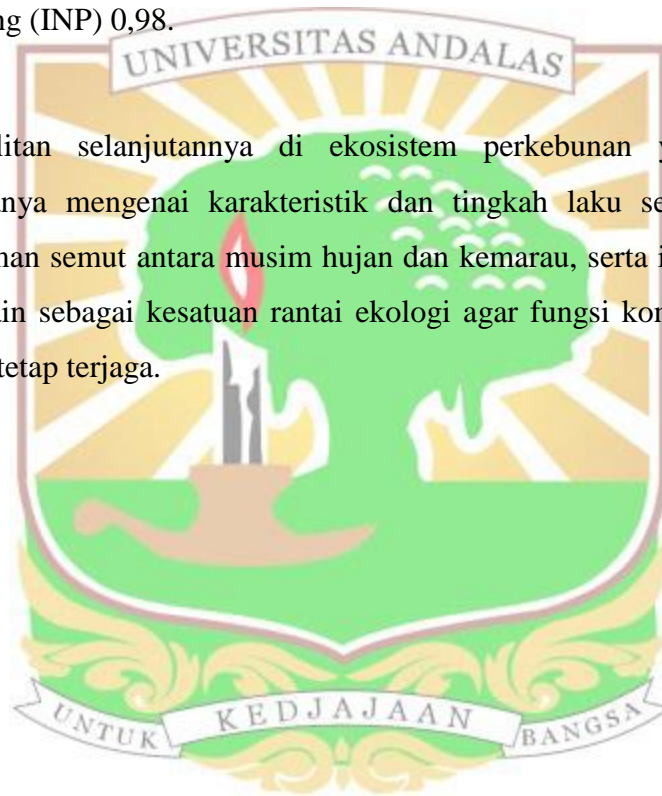 ng (INP) 0,98.
UNIVERSITAS ANDALAS
litan selanjutannya di ekosistem perkebunan y
nya mengenai karakteristik dan tingkah laku se
nan semut antara musim hujan dan kemarau, serta i
ain sebagai kesatuan rantai ekologi agar fungsi kon
tetap terjaga.
UNTUK KEDJAJAAN BANGSA